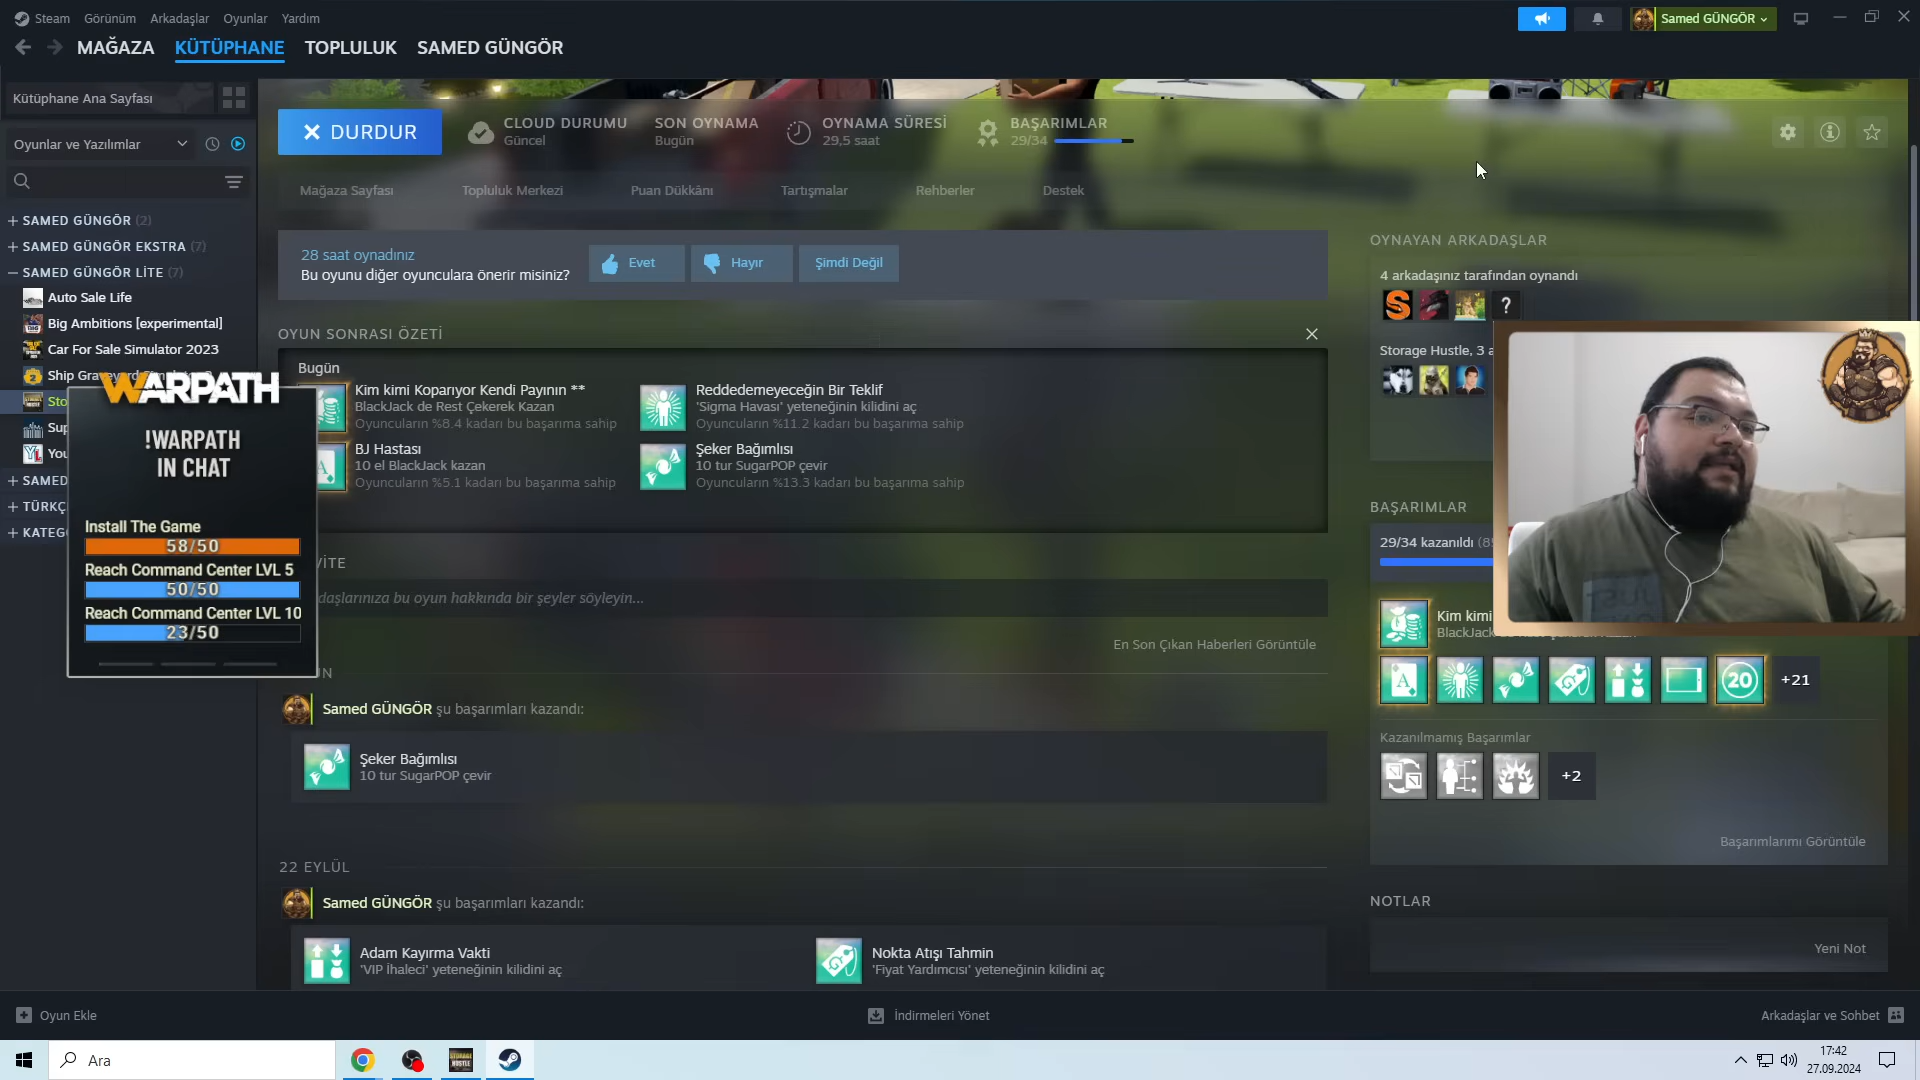 Steam Görünüm Arkadaşlar Oyunlar Yardım
Samed GÜNGÖR
MAĞAZA KÜTÜPHANE TOPLULUK SAMED GÜNGÖR
Kütüphane Ana Sayfası
Oyunlar ve Yazılımlar
SAMED GÜNGÖR (2)
SAMED GÜNGÖR EKSTRA (7)
SAMED GÜNGÖR LİTE (7)
Auto Sale Life
Big Ambitions [experimental]
Car For Sale Simulator 2023
DURDUR
CLOUD DURUMU
Güncel
SON OYNAMA
Bugün
OYNAMA SÜRESİ
29,5 saat
BAŞARIMLAR
29/34
Mağaza Sayfası Topluluk Merkezi Puan Dükkânı Tartışmalar Rehberler Destek
28 saat oynadınız
Bu oyunu diğer oyunculara önerir misiniz?
Evet Hayır Şimdi Değil
OYUN SONRASI ÖZETİ
Bugün
Kim kimi Koparıyor Kendi Payının **
BlackJack de Rest Çekerek Kazan
Oyuncuların %8.4 kadarı bu başarıma sahip
Reddedemeyeceğin Bir Teklif
'Sigma Havası' yeteneğinin kilidini aç
Oyuncuların %11.2 kadarı bu başarıma sahip
BJ Hastası
10 el BlackJack kazan
Oyuncuların %5.1 kadarı bu başarıma sahip
Şeker Bağımlısı
10 tur SugarPOP çevir
Oyuncuların %13.3 kadarı bu başarıma sahip
WARPATH
!WARPATH
IN CHAT
Install The Game
58/50
Reach Command Center LVL 5
50/50
Reach Command Center LVL 10
23/50
SAMED
En Son Çıkan Haberleri Görüntüle
Samed GÜNGÖR şu başarımları kazandı:
Şeker Bağımlısı
10 tur SugarPOP çevir
22 EYLÜL
Samed GÜNGÖR şu başarımları kazandı:
Adam Kayırma Vakti
'VIP İhaleci' yeteneğinin kilidini aç
Nokta Atışı Tahmin
'Fiyat Yardımcısı' yeteneğinin kilidini aç
OYNAYAN ARKADAŞLAR
4 arkadaşınız tarafından oynandı
Storage Hustle, 3 a
BAŞARIMLAR
29/34 kazanıldı
Kim kimi
BlackJack
20
+21
Kazanılmamış Başarımlar
+2
Başarımlarımı Görüntüle
NOTLAR
Yeni Not
Oyun Ekle
İndirmeleri Yönet
Arkadaşlar ve Sohbet
Ara
17:42
27.09.2024